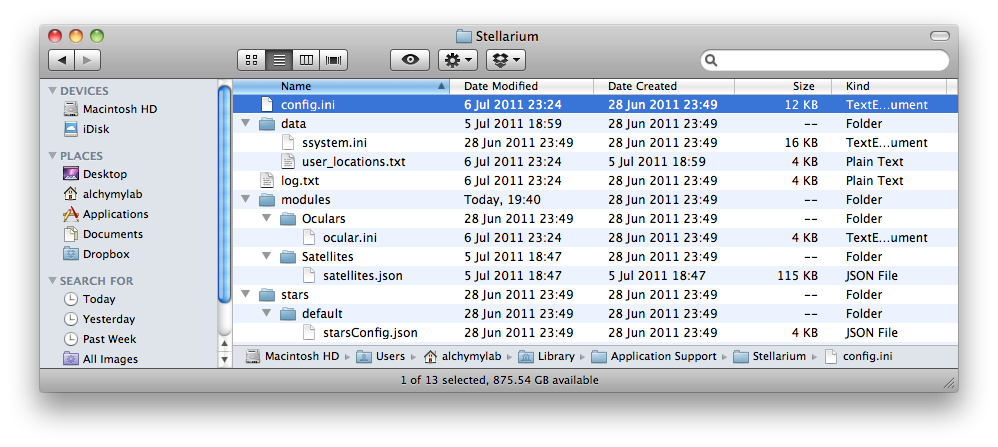 Stellarium
Name Date Modified Date Created Size Kind
DEVICES
Macintosh HD
iDisk
PLACES
Desktop
alchymylab
Applications
Documents
Dropbox
SEARCH FOR
Today
Yesterday
Past Week
All Images
config.ini 6 Jul 2011 23:24 28 Jun 2011 23:49 12 KB TextE...ument
data 5 Jul 2011 18:59 28 Jun 2011 23:49 -- Folder
ssystem.ini 28 Jun 2011 23:49 28 Jun 2011 23:49 16 KB TextE...ument
user_locations.txt 6 Jul 2011 23:24 5 Jul 2011 18:59 4 KB Plain Text
log.txt 6 Jul 2011 23:24 28 Jun 2011 23:49 4 KB Plain Text
modules Today, 19:40 28 Jun 2011 23:49 -- Folder
Oculars 28 Jun 2011 23:49 28 Jun 2011 23:49 -- Folder
ocular.ini 6 Jul 2011 23:24 28 Jun 2011 23:49 4 KB TextE...ument
Satellites 5 Jul 2011 18:47 28 Jun 2011 23:49 -- Folder
satellites.json 5 Jul 2011 18:47 5 Jul 2011 18:47 115 KB JSON File
stars 28 Jun 2011 23:49 28 Jun 2011 23:49 -- Folder
default 28 Jun 2011 23:49 28 Jun 2011 23:49 -- Folder
starsConfig.json 28 Jun 2011 23:49 28 Jun 2011 23:49 4 KB JSON File
Macintosh HD Users alchymylab Library Application Support Stellarium config.ini
1 of 13 selected, 875.54 GB available